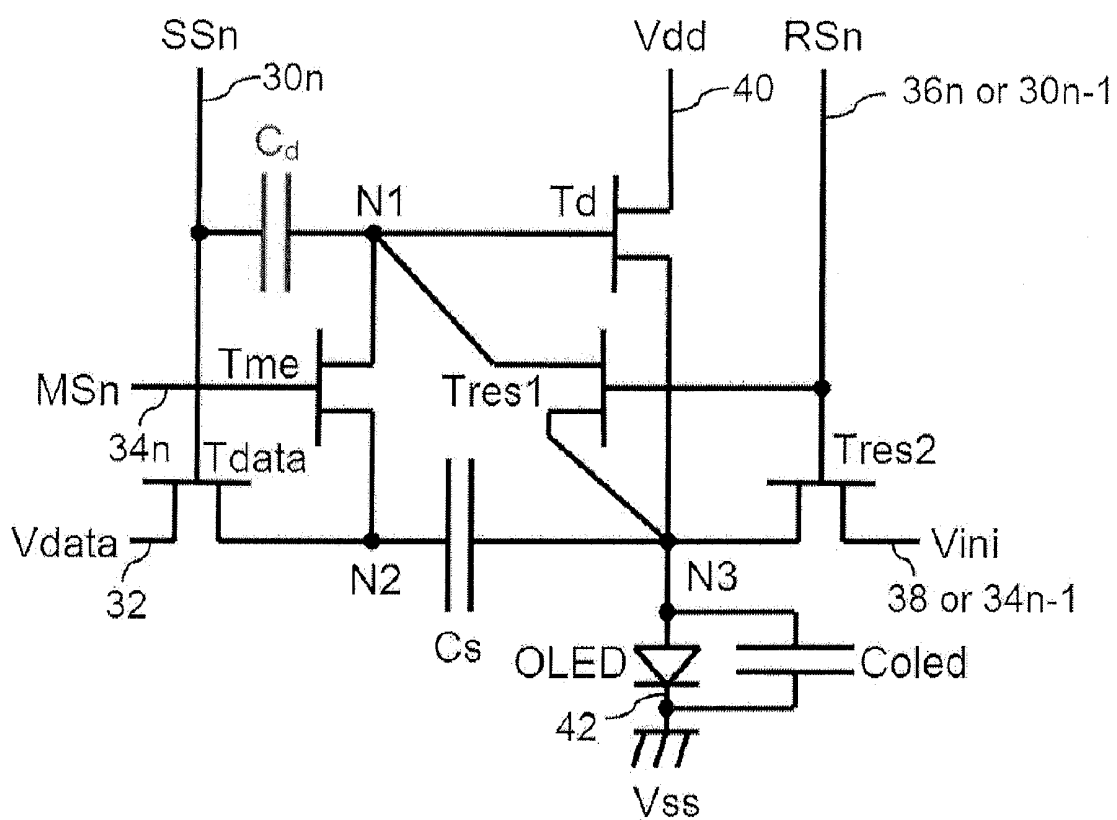 SSn
Vdd
RSn
30n
40
36n or 30n-1
Cd
N1
Td
Tme
Tres1
MSn
34n
Tdata
Tres2
Vdata
Vini
N2
N3
32
38 or 34n-1
Cs
OLED
Coled
42
Vss